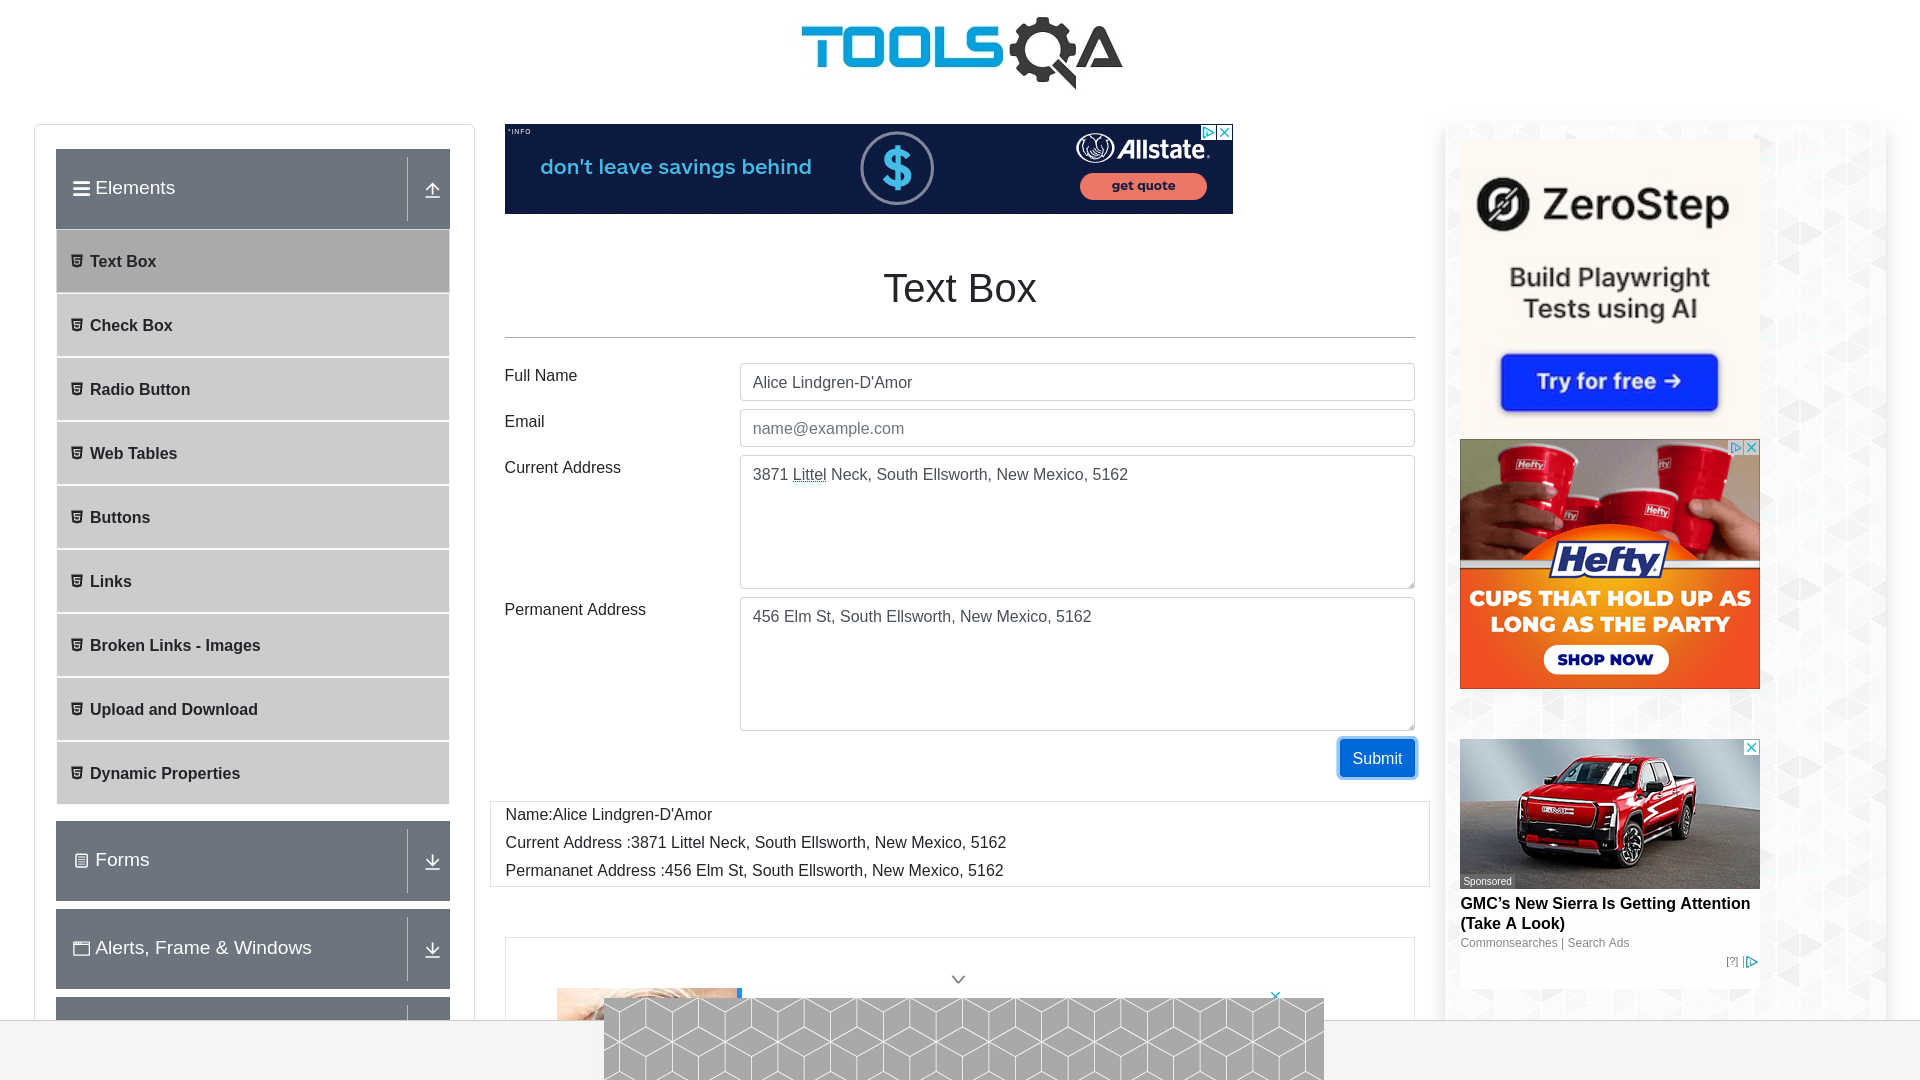 TOOLSQA
Elements
Text Box
Check Box
Radio Button
Web Tables
Buttons
Links
Broken Links - Images
Upload and Download
Dynamic Properties
Forms
Alerts, Frame & Windows
*INFO
don't leave savings behind
$
Allstate
get quote
Text Box
Full Name
Alice Lindgren-D'Amor
Email
name@example.com
Current Address
3871 Littel Neck, South Ellsworth, New Mexico, 5162
Permanent Address
456 Elm St, South Ellsworth, New Mexico, 5162
Submit
Name:Alice Lindgren-D'Amor
Current Address :3871 Littel Neck, South Ellsworth, New Mexico, 5162
Permananet Address :456 Elm St, South Ellsworth, New Mexico, 5162
ZeroStep
Build Playwright
Tests using AI
Try for free →
Hefty
Hefty
Hefty
Hefty
Hefty
CUPS THAT HOLD UP AS
LONG AS THE PARTY
SHOP NOW
GMC
Sponsored
GMC’s New Sierra Is Getting Attention
(Take A Look)
Commonsearches | Search Ads
[?]